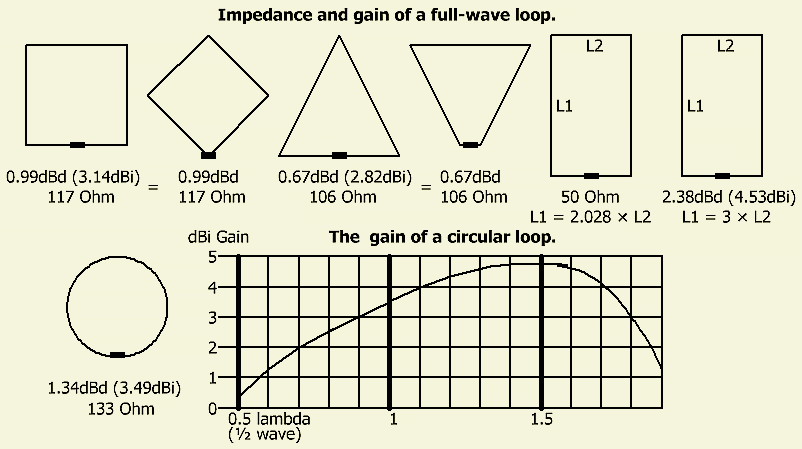 Impedance and gain of a full-wave loop.
L2
L2
L1
L1
0.99dBd (3.14dBi)
117 Ohm
=
0.99dBd
117 Ohm
0.67dBd (2.82dBi)
106 Ohm
=
0.67dBd
106 Ohm
50 Ohm
L1 = 2.028 × L2
2.38dBd (4.53dBi)
L1 = 3 × L2
dBi Gain
The gain of a circular loop.
5
4
3
2
1
0
0.5 lambda
(½ wave)
1
1.5
1.34dBd (3.49dBi)
133 Ohm